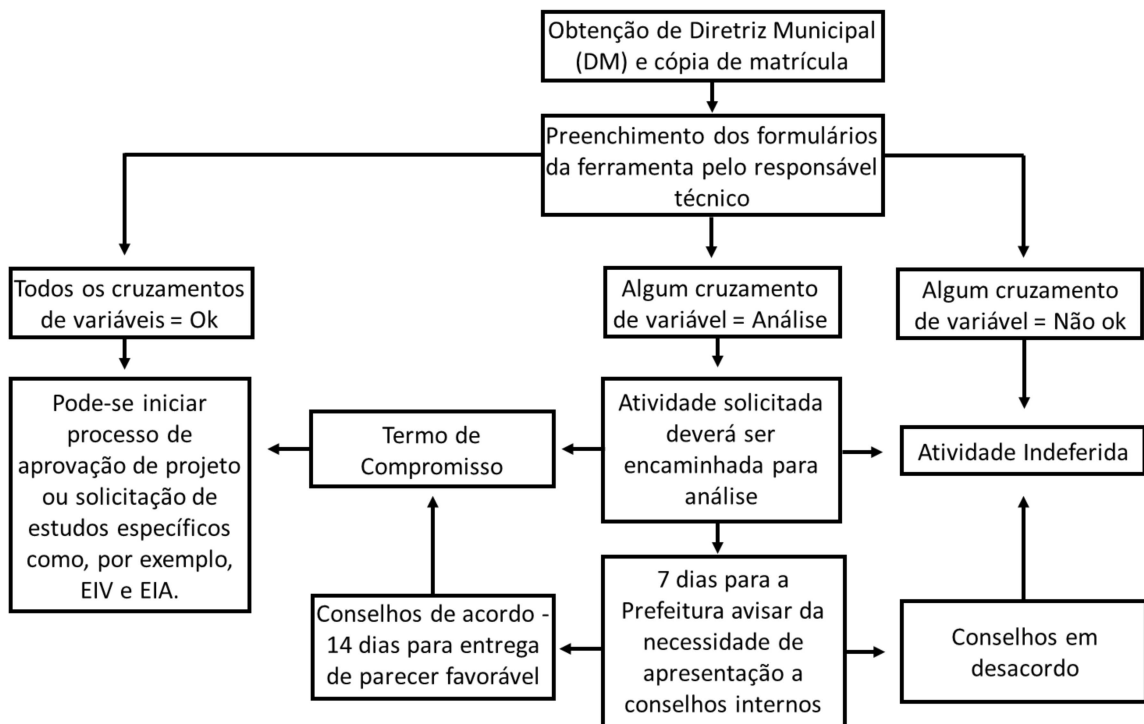 Obtenção de Diretriz Municipal
(DM) e cópia de matrícula
Preenchimento dos formulários
da ferramenta pelo responsável
técnico
Todos os cruzamentos
de variáveis = Ok
Algum cruzamento
de variável = Análise
Algum cruzamento
de variável = Não ok
Pode-se iniciar
processo de
aprovação de projeto
ou solicitação de
estudos específicos
como, por exemplo,
EIV e EIA.
Termo de
Compromisso
Atividade solicitada
deverá ser
encaminhada para
análise
Atividade Indeferida
Conselhos de acordo -
14 dias para entrega
de parecer favorável
7 dias para a
Prefeitura avisar da
necessidade de
apresentação a
conselhos internos
Conselhos em
desacordo